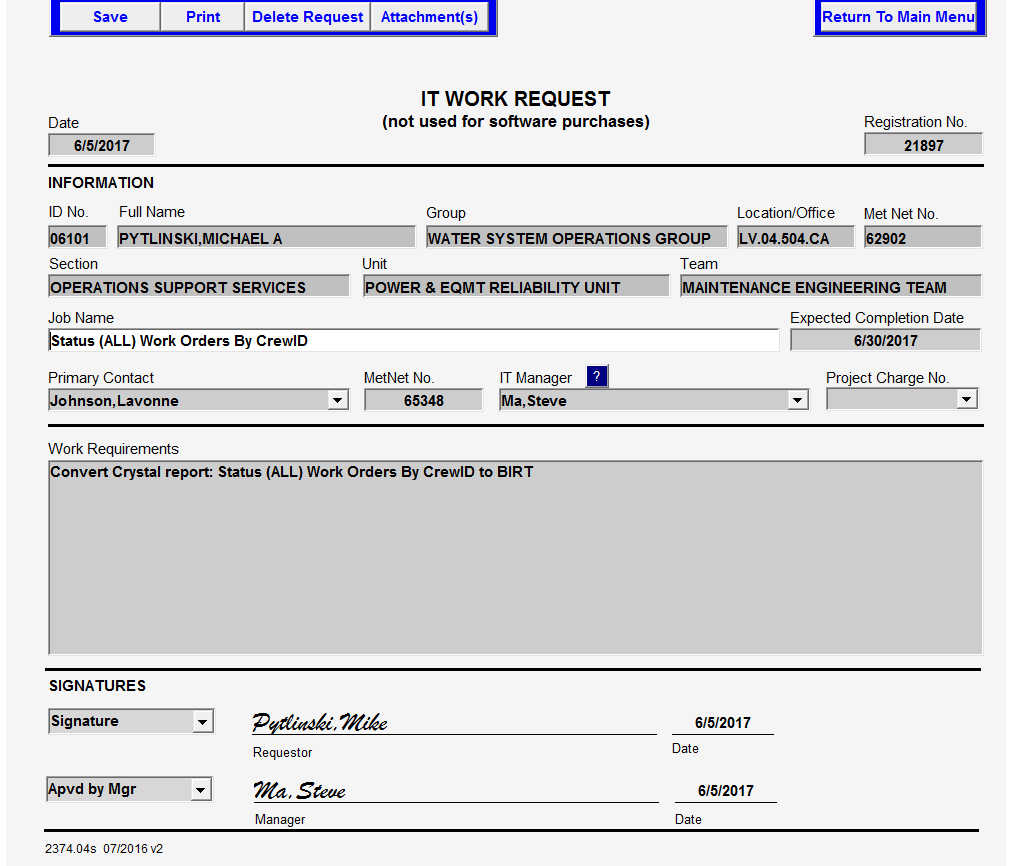 Save Print Delete Request Attachment(s) Return To Main Menu
IT WORK REQUEST
(not used for software purchases)
Date Registration No.
6/5/2017 21897
INFORMATION
ID No. Full Name Group Location/Office Met Net No.
06101 PYTLINSKI,MICHAEL A WATER SYSTEM OPERATIONS GROUP LV.04.504.CA 62902
Section Unit Team
OPERATIONS SUPPORT SERVICES POWER & EQMT RELIABILITY UNIT MAINTENANCE ENGINEERING TEAM
Job Name Expected Completion Date
Status (ALL) Work Orders By CrewID 6/30/2017
Primary Contact MetNet No. IT Manager ? Project Charge No.
Johnson,Lavonne 65348 Ma,Steve
Work Requirements
Convert Crystal report: Status (ALL) Work Orders By CrewID to BIRT
SIGNATURES
Signature Pytlinski,Mike 6/5/2017
Requestor Date
Apvd by Mgr Ma,Steve 6/5/2017
Manager Date
2374.04s 07/2016 v2